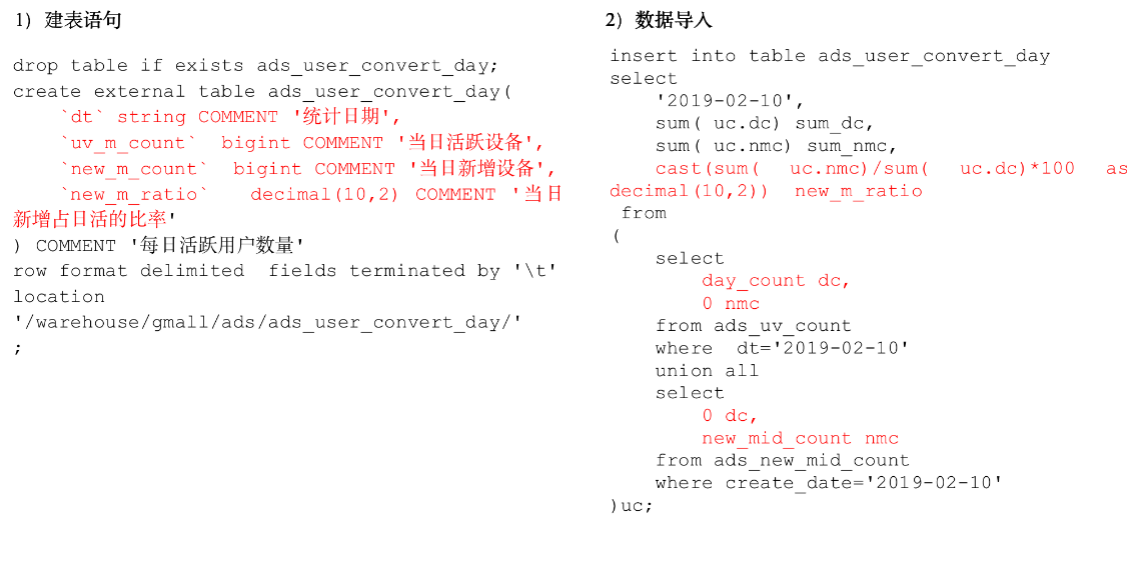 1）建表语句
drop table if exists ads_user_convert_day;
create external table ads_user_convert_day(
`dt` string COMMENT '统计日期',
`uv_m_count`  bigint COMMENT '当日活跃设备',
`new_m_count`  bigint COMMENT '当日新增设备',
`new_m_ratio`   decimal(10,2) COMMENT '当日
新增占日活的比率'
) COMMENT '每日活跃用户数量'
row format delimited  fields terminated by '\t'
location
'/warehouse/gmall/ads/ads_user_convert_day/'
;
2）数据导入
insert into table ads_user_convert_day
select
'2019-02-10',
sum( uc.dc) sum_dc,
sum( uc.nmc) sum_nmc,
cast(sum( uc.nmc)/sum( uc.dc)*100 as
decimal(10,2))  new_m_ratio
from
(
select
day_count dc,
0 nmc
from ads_uv_count
where  dt='2019-02-10'
union all
select
0 dc,
new_mid_count nmc
from ads_new_mid_count
where create_date='2019-02-10'
)uc;